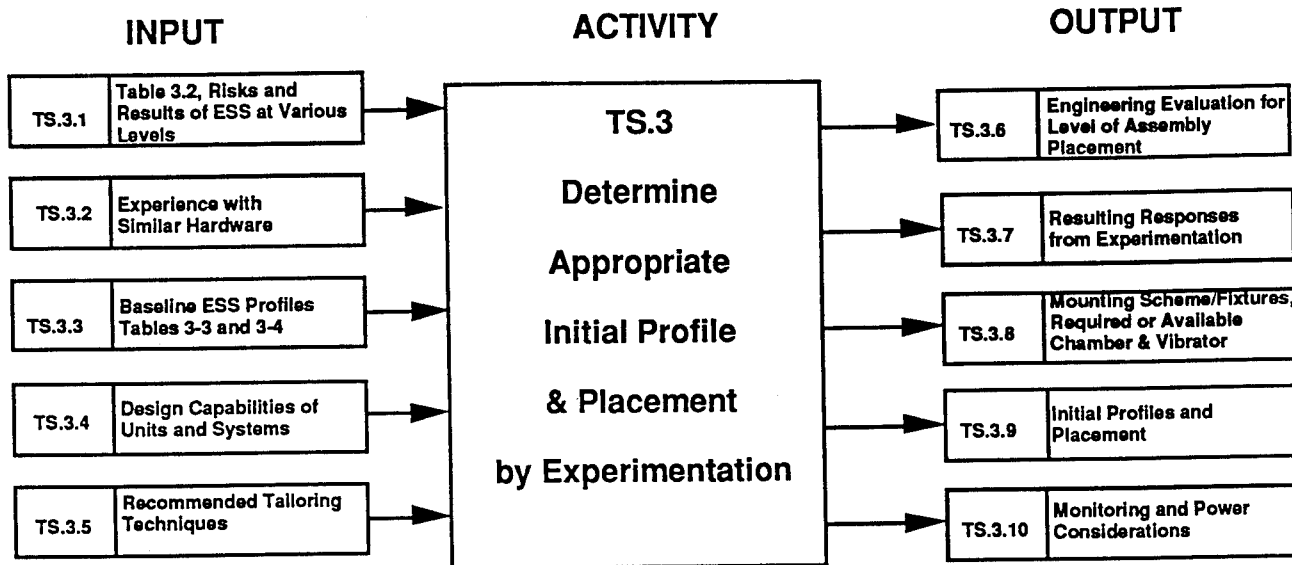 INPUT
TS.3.1
Table 3.2, Risks and
Results of ESS at Various
Levels
TS.3.2
Experience with
Similar Hardware
TS.3.3
Baseline ESS Profiles
Tables 3-3 and 3-4
TS.3.4
Design Capabilities of
Units and Systems
TS.3.5
Recommended Tailoring
Techniques
ACTIVITY
TS.3
Determine
Appropriate
Initial Profile
& Placement
by Experimentation
OUTPUT
TS.3.6
Engineering Evaluation for
Level of Assembly
Placement
TS.3.7
Resulting Responses
from Experimentation
TS.3.8
Mounting Scheme/Fixtures,
Required or Available
Chamber & Vibrator
TS.3.9
Initial Profiles and
Placement
TS.3.10
Monitoring and Power
Considerations